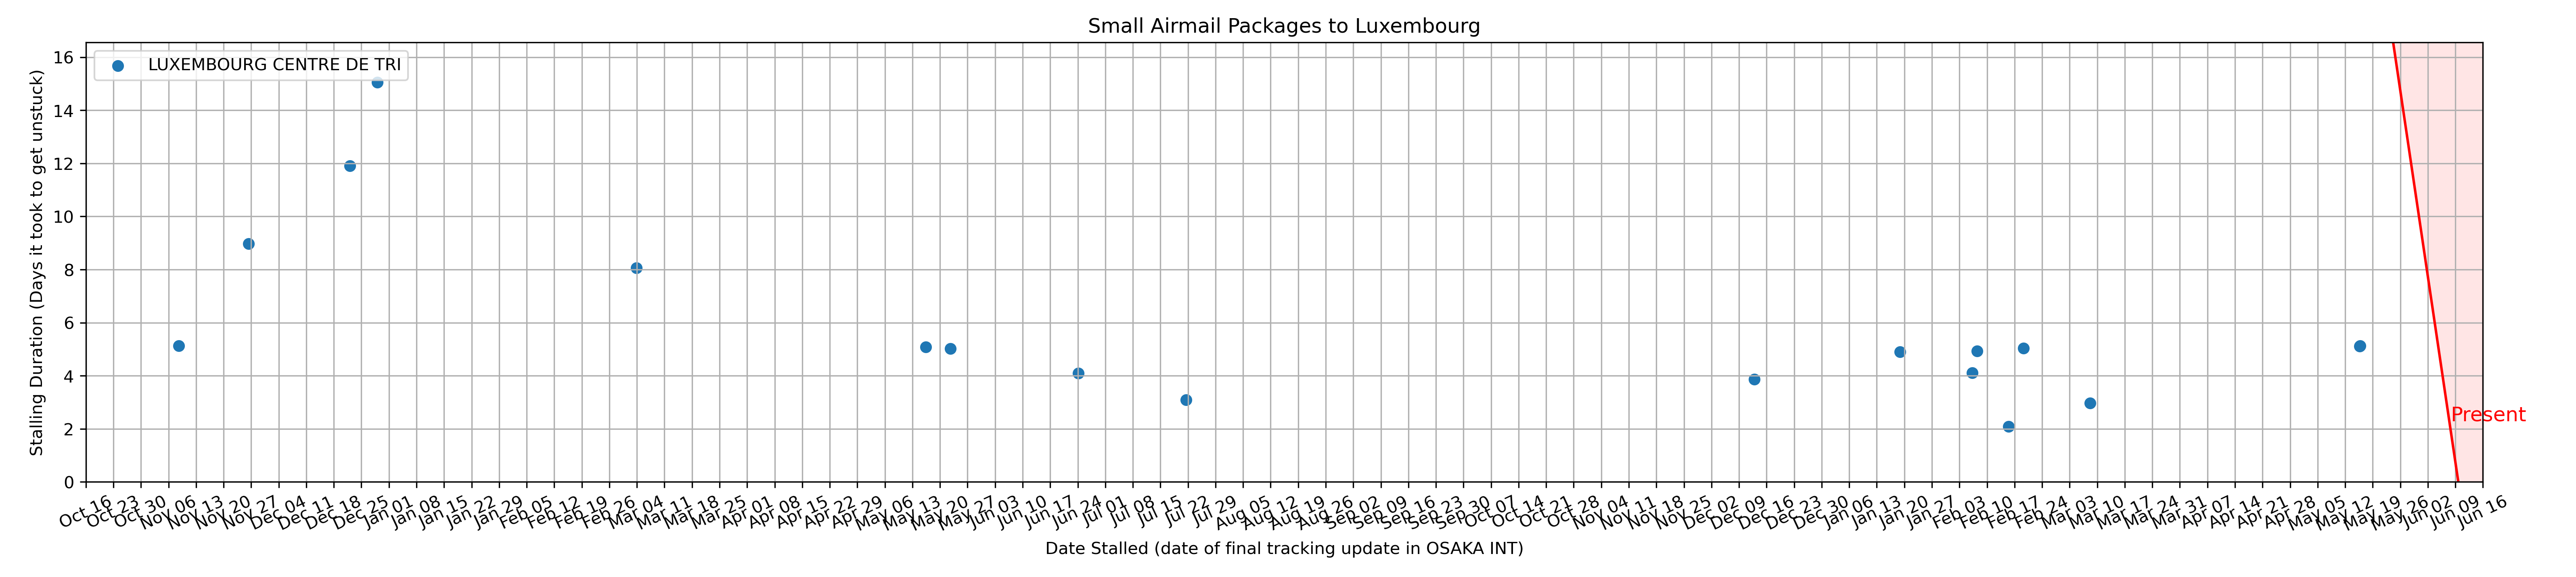 Small Airmail Packages to Luxembourg
LUXEMBOURG CENTRE DE TRI
Stalling Duration (Days it took to get unstuck)
16
14
12
10
8
6
4
2
0
Present
Oct 16 Oct 23 Oct 30 Nov 06 Nov 13 Nov 20 Nov 27 Dec 04 Dec 11 Dec 18 Dec 25 Jan 01 Jan 08 Jan 15 Jan 22 Jan 29 Feb 05 Feb 12 Feb 19 Feb 26 Mar 04 Mar 11 Mar 18 Mar 25 Apr 01 Apr 08 Apr 15 Apr 22 Apr 29 May 06 May 13 May 20 May 27 Jun 03 Jun 10 Jun 17 Jun 24 Jul 01 Jul 08 Jul 15 Jul 22 Jul 29 Aug 05 Aug 12 Aug 19 Aug 26 Sep 02 Sep 09 Sep 16 Sep 23 Sep 30 Oct 07 Oct 14 Oct 21 Oct 28 Nov 04 Nov 11 Nov 18 Nov 25 Dec 02 Dec 09 Dec 16 Dec 23 Dec 30 Jan 06 Jan 13 Jan 20 Jan 27 Feb 03 Feb 10 Feb 17 Feb 24 Mar 03 Mar 10 Mar 17 Mar 24 Mar 31 Apr 07 Apr 14 Apr 21 Apr 28 May 05 May 12 May 19 May 26 Jun 02 Jun 09 Jun 16
Date Stalled (date of final tracking update in OSAKA INT)